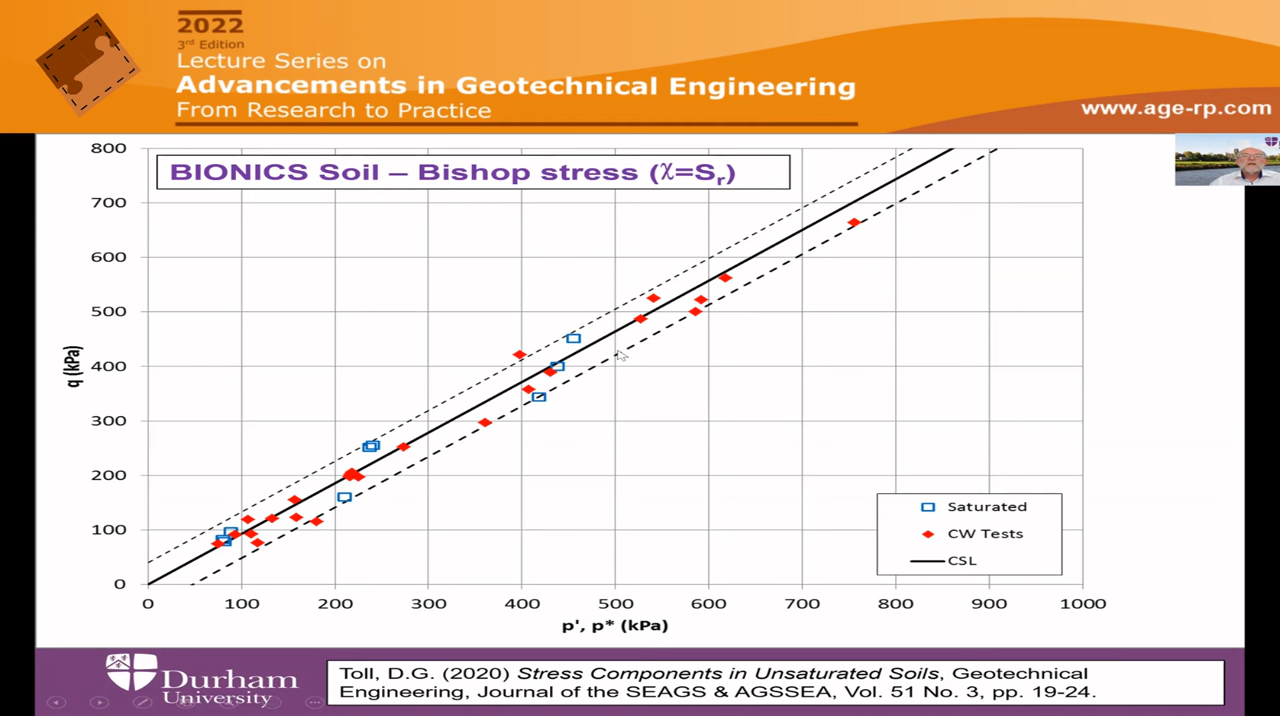 2022
3rd Edition
Lecture Series on
Advancements in Geotechnical Engineering
From Research to Practice
www.age-rp.com
BIONICS Soil – Bishop stress (χ=Sr)
800
700
600
500
400
300
200
100
0
q (kPa)
0 100 200 300 400 500 600 700 800 900 1000
p', p* (kPa)
Saturated
CW Tests
CSL
Durham
University
Toll, D.G. (2020) Stress Components in Unsaturated Soils, Geotechnical
Engineering, Journal of the SEAGS & AGSSEA, Vol. 51 No. 3, pp. 19-24.